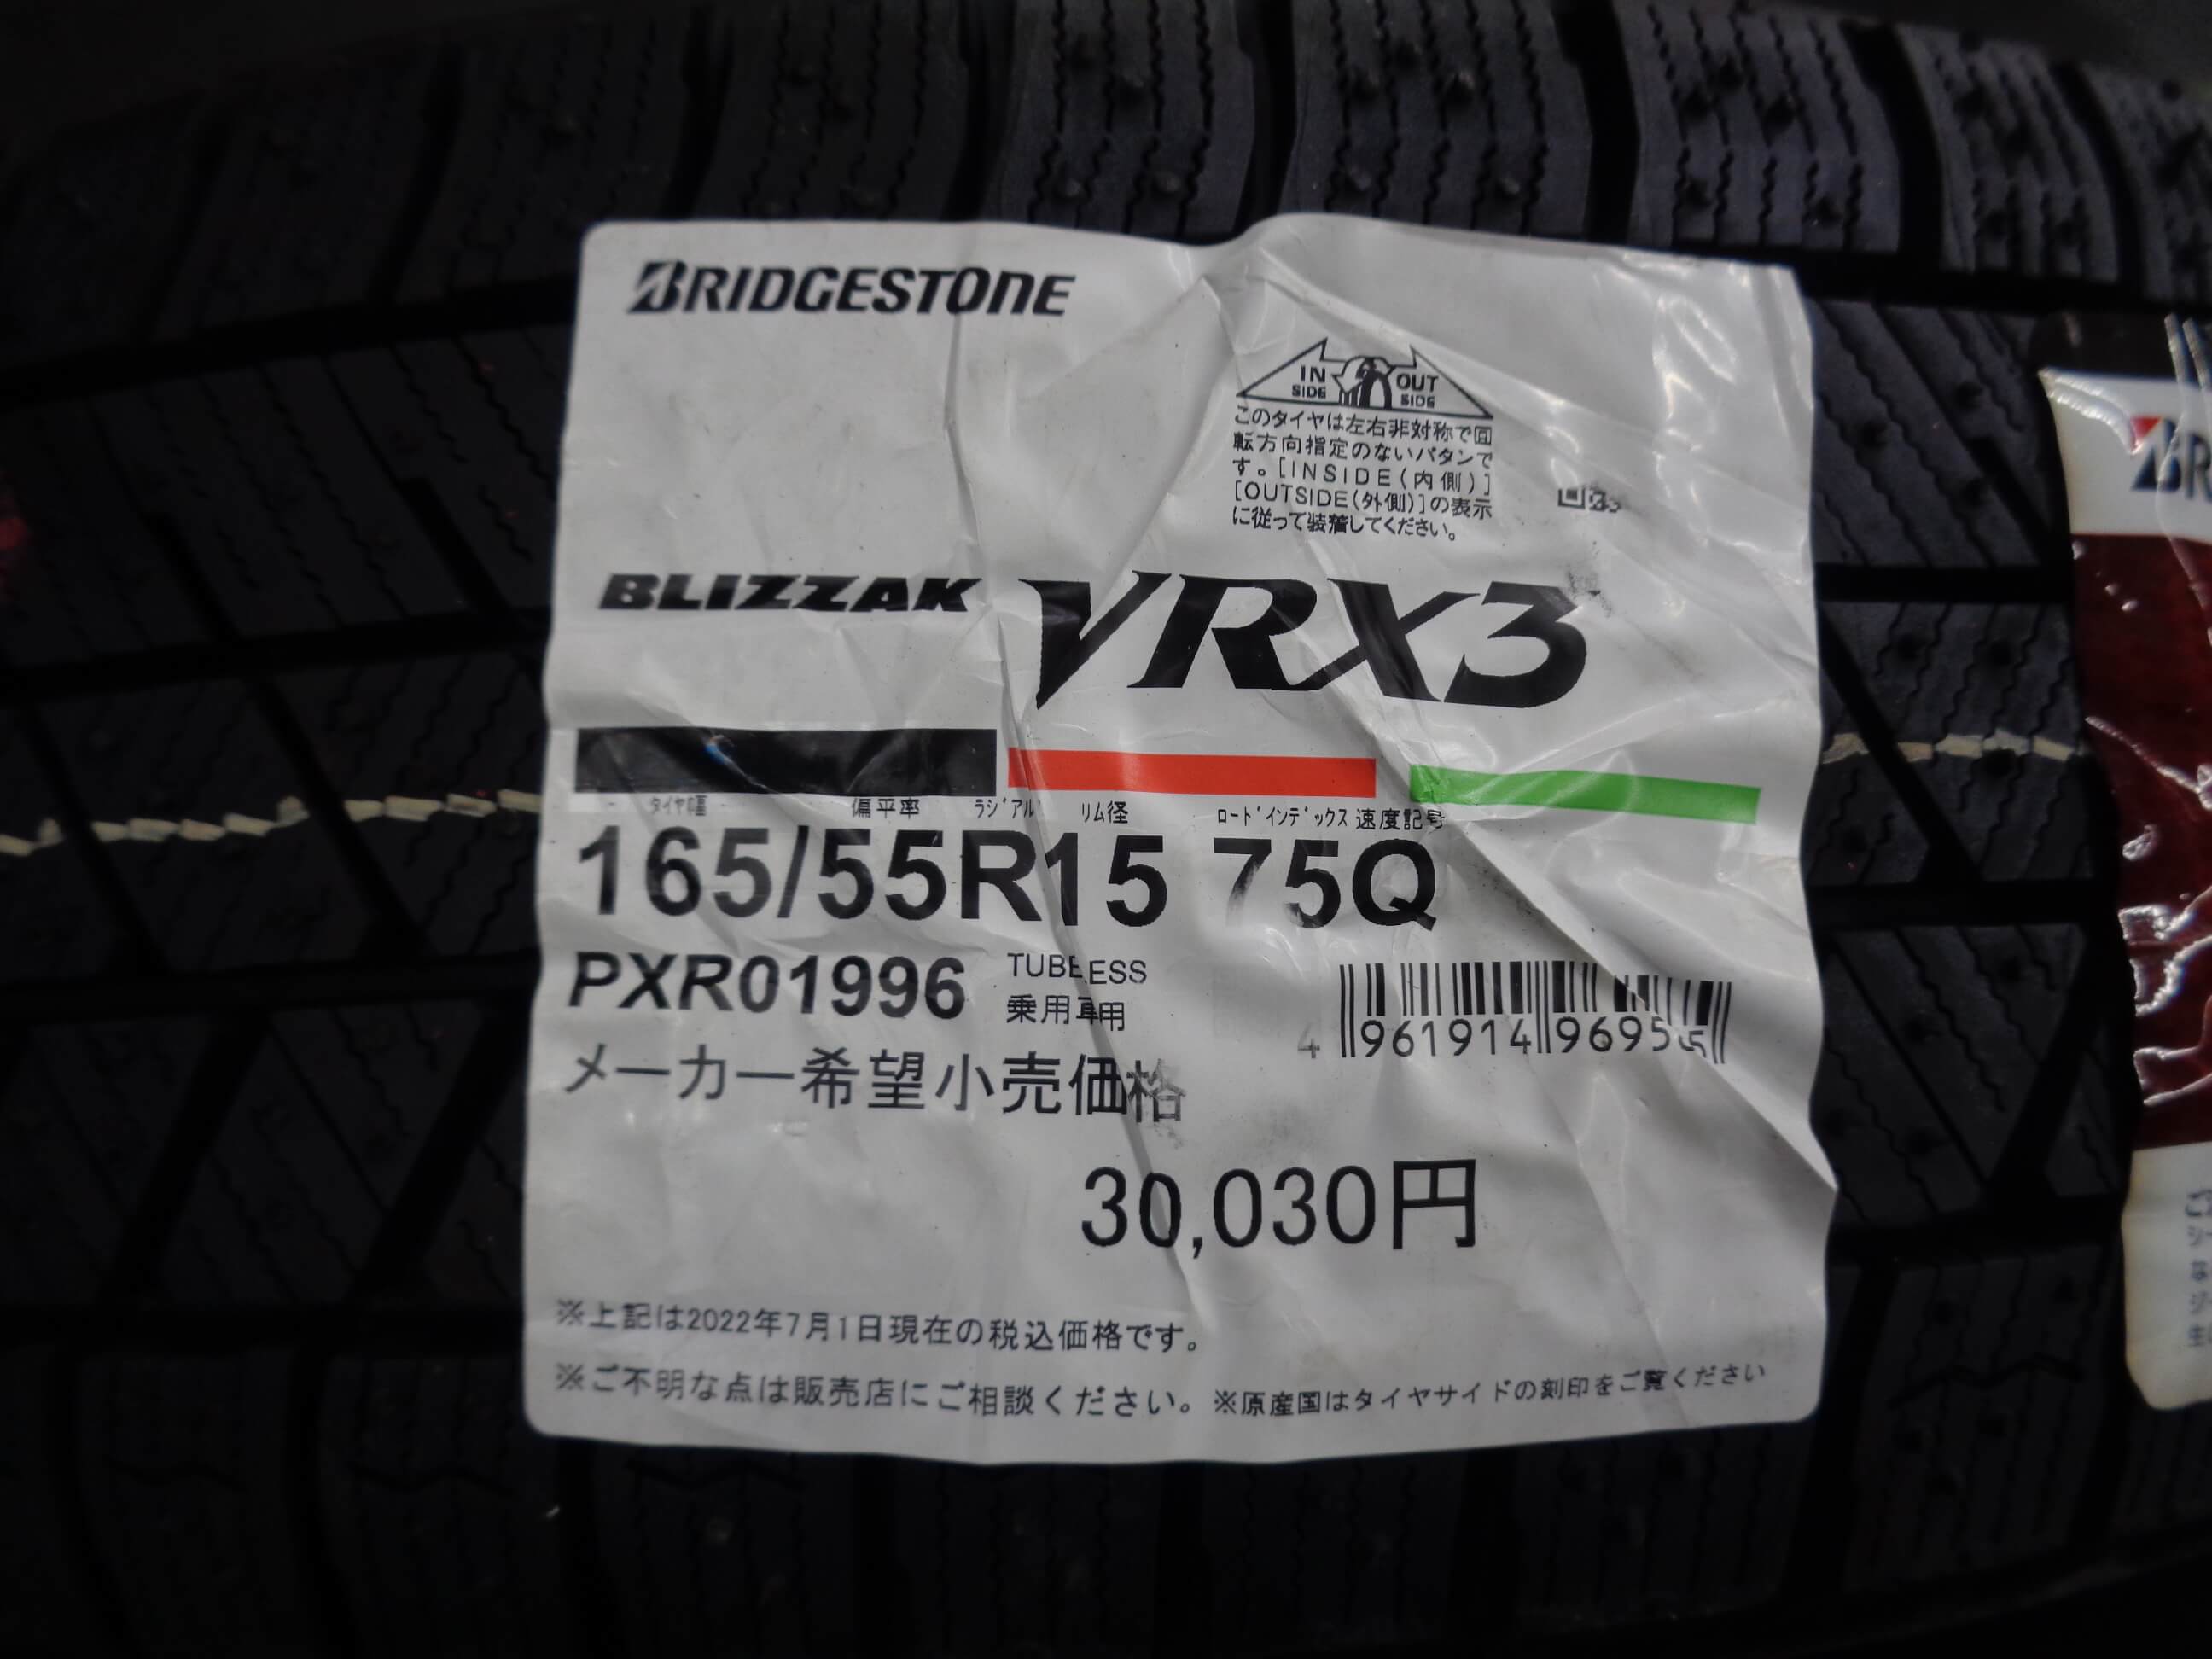 BRIDGESTONE
IN SIDE OUT SIDE
このタイヤは左右非対称で回
転方向指定のないパタンで
す。[INSIDE(内側)]
[OUTSIDE(外側)]の表示
に従って装着してください。
BLIZZAK VRX3
タイヤ幅 偏平率 ラジアル リム径 ロードインデックス 速度記号
165/55R15 75Q
PXR01996 TUBELESS
乗用車用
4 961914 969555
メーカー希望小売価格
30,030円
※上記は2022年7月1日現在の税込価格です。
※ご不明な点は販売店にご相談ください。※原産国はタイヤサイドの刻印をご覧ください